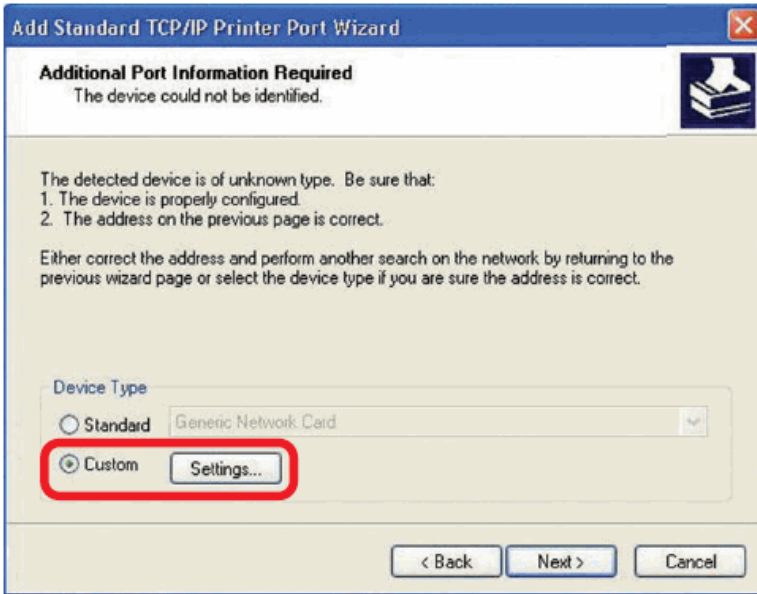 Add Standard TCP/IP Printer Port Wizard
Additional Port Information Required
The device could not be identified.
The detected device is of unknown type. Be sure that:
1. The device is properly configured.
2. The address on the previous page is correct.
Either correct the address and perform another search on the network by returning to the
previous wizard page or select the device type if you are sure the address is correct.
Device Type
Standard Generic Network Card
Custom Settings...
< Back Next > Cancel